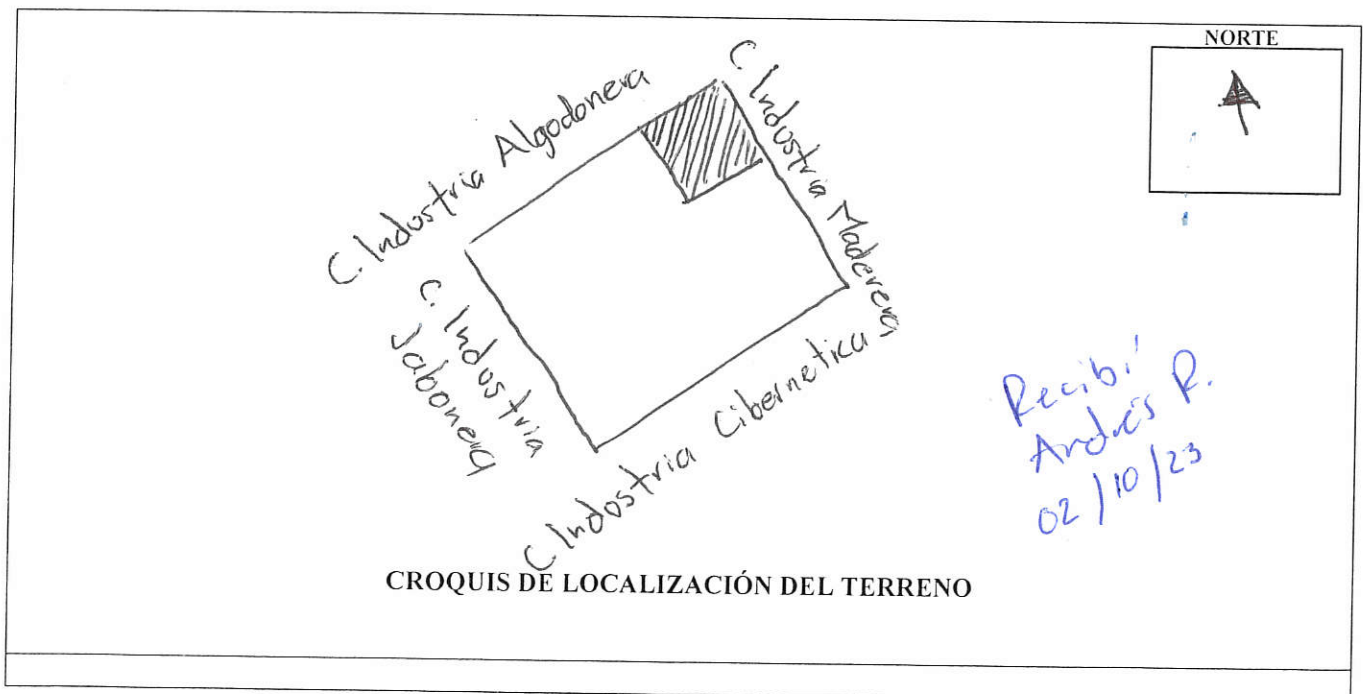 NORTE
C. Industria Algodonera
C. Industria Maderera
C. Industria
Jabonera
C. Industria Cibernetica
Recibí
Andrés R.
02/10/23
CROQUIS DE LOCALIZACIÓN DEL TERRENO